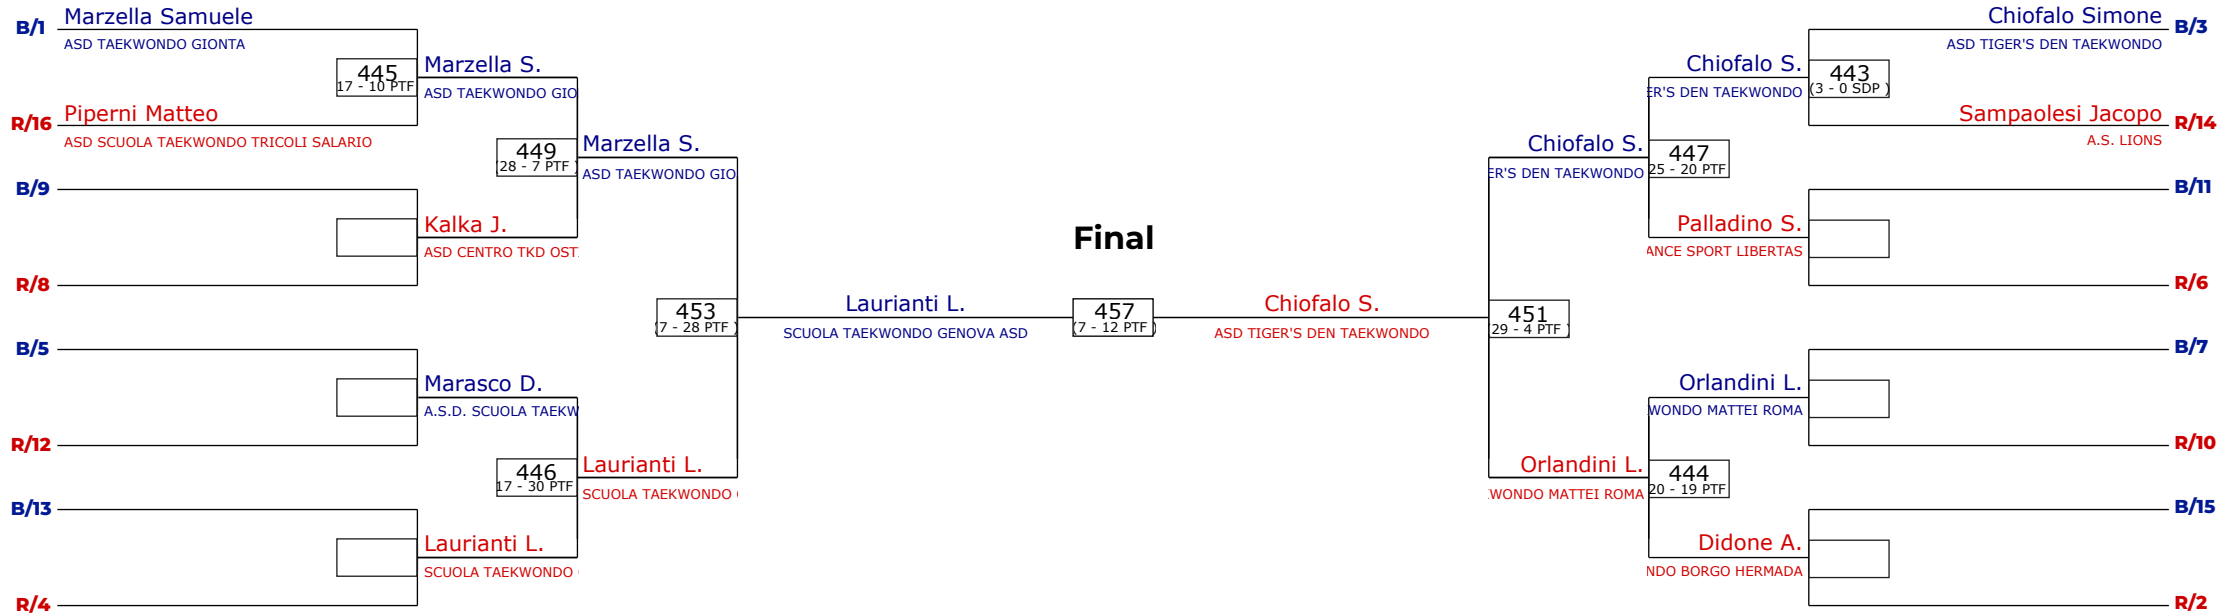 B/1
Marzella Samuele
ASD TAEKWONDO GIONTA
445
17 - 10 PTF
Marzella S.
ASD TAEKWONDO GIO
R/16
Piperni Matteo
ASD SCUOLA TAEKWONDO TRICOLI SALARIO
449
(28 - 7 PTF )
Marzella S.
ASD TAEKWONDO GIO
B/9
Kalka J.
ASD CENTRO TKD OST
R/8
453
(7 - 28 PTF )
Laurianti L.
SCUOLA TAEKWONDO GENOVA ASD
B/5
Marasco D.
A.S.D. SCUOLA TAEKW
R/12
446
17 - 30 PTF
Laurianti L.
SCUOLA TAEKWONDO
B/13
Laurianti L.
SCUOLA TAEKWONDO
R/4
Final
457
(7 - 12 PTF )
Chiofalo S.
ASD TIGER'S DEN TAEKWONDO
Chiofalo Simone
B/3
ASD TIGER'S DEN TAEKWONDO
Chiofalo S.
ER'S DEN TAEKWONDO
443
(3 - 0 SDP )
Sampaolesi Jacopo
R/14
A.S. LIONS
Chiofalo S.
ER'S DEN TAEKWONDO
447
25 - 20 PTF
B/11
Palladino S.
ANCE SPORT LIBERTAS
R/6
451
(29 - 4 PTF )
B/7
Orlandini L.
WONDO MATTEI ROMA
R/10
Orlandini L.
WONDO MATTEI ROMA
444
20 - 19 PTF
B/15
Didone A.
NDO BORGO HERMADA
R/2